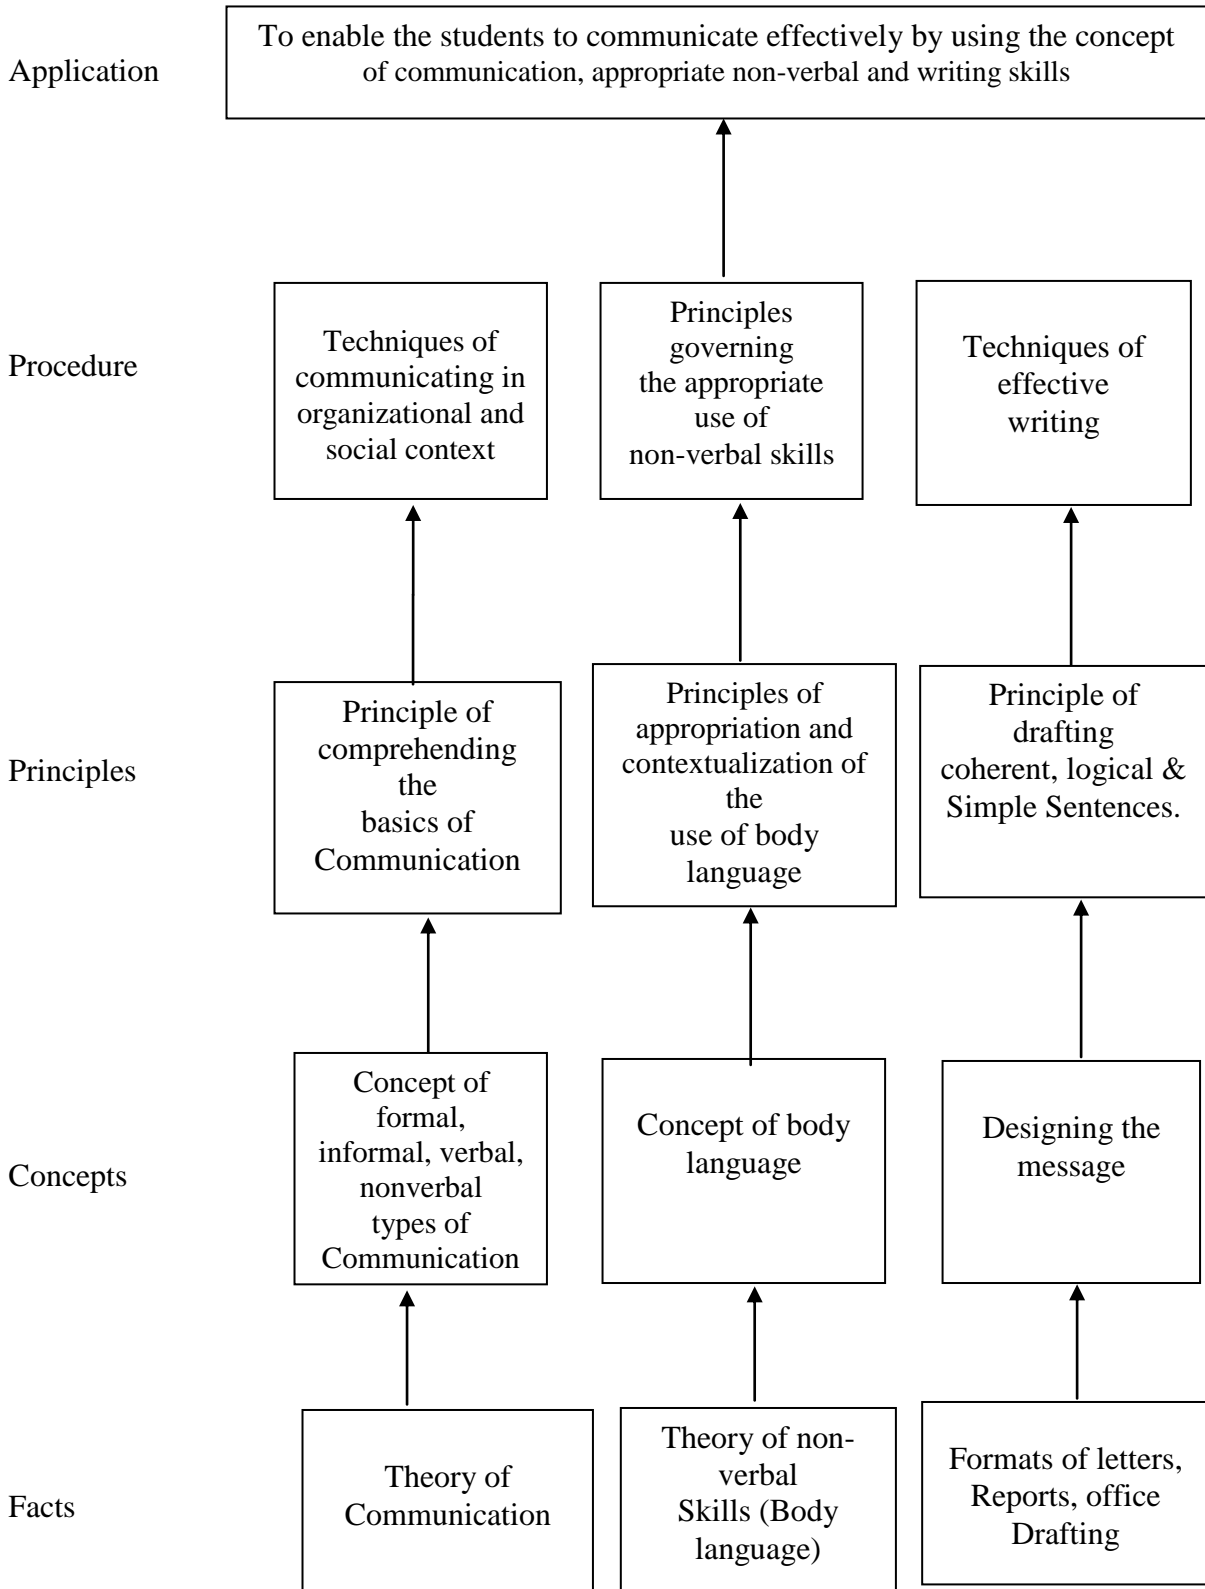 To enable the students to communicate effectively by using the concept
of communication, appropriate non-verbal and writing skills
Application
Procedure
Techniques of
communicating in
organizational and
social context
Principles
governing
the appropriate
use of
non-verbal skills
Techniques of
effective
writing
Principles
Principle of
comprehending
the
basics of
Communication
Principles of
appropriation and
contextualization of
the
use of body
language
Principle of
drafting
coherent, logical &
Simple Sentences.
Concepts
Concept of
formal,
informal, verbal,
nonverbal
types of
Communication
Concept of body
language
Designing the
message
Facts
Theory of
Communication
Theory of non-
verbal
Skills (Body
language)
Formats of letters,
Reports, office
Drafting